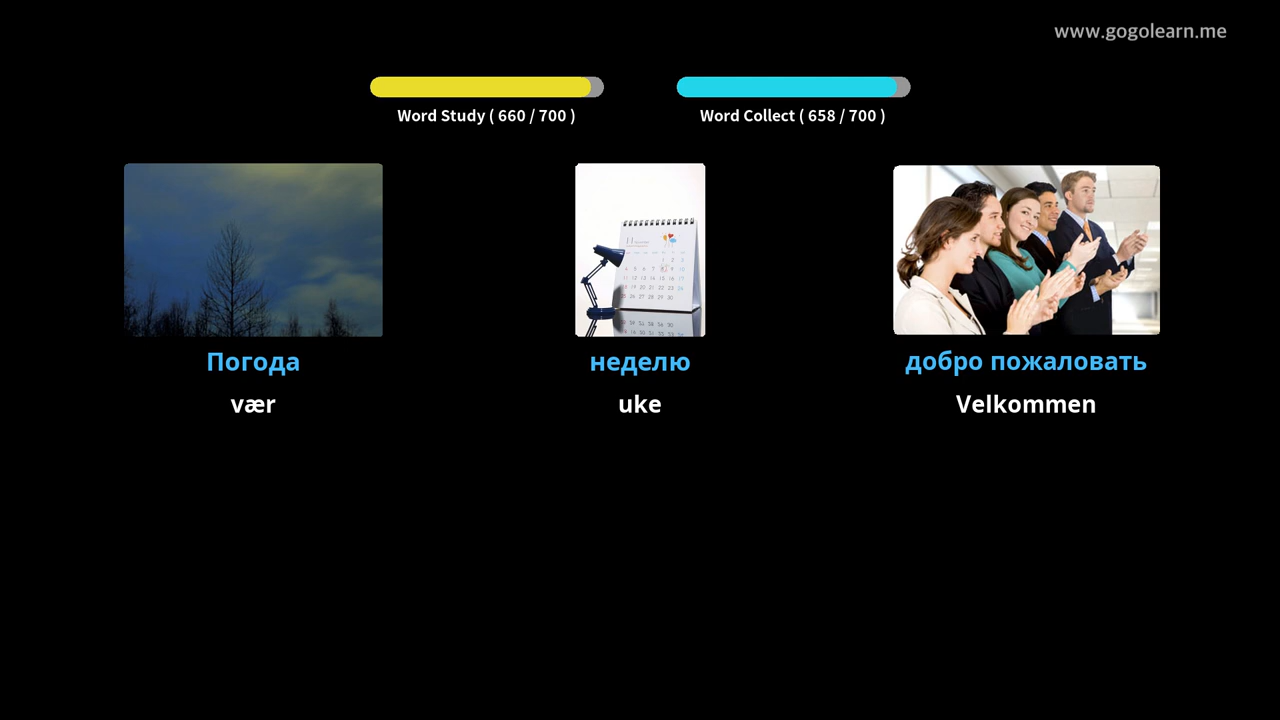 www.gogolearn.me
Word Study ( 660 / 700 )
Word Collect ( 658 / 700 )
Погода
неделю
добро пожаловать
vær
uke
Velkommen